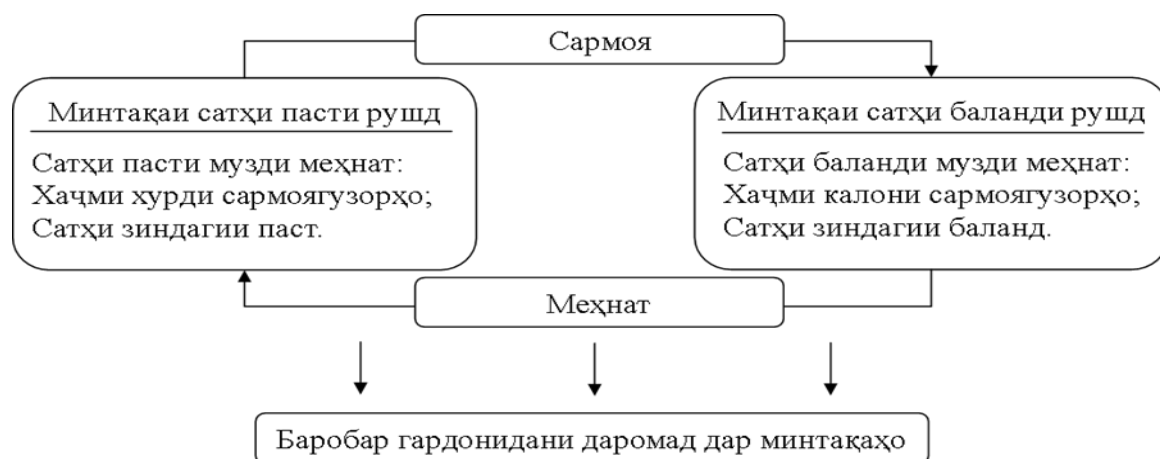 Сармоя
Минтақаи сатҳи пасти рушд
Сатҳи пасти музди меҳнат:
Хаҷми хурди сармоягузорҳо;
Сатҳи зиндагии паст.
Минтақаи сатҳи баланди рушд
Сатҳи баланди музди меҳнат:
Хаҷми калони сармоягузорҳо;
Сатҳи зиндагии баланд.
Меҳнат
Баробар гардонидани даромад дар минтақаҳо